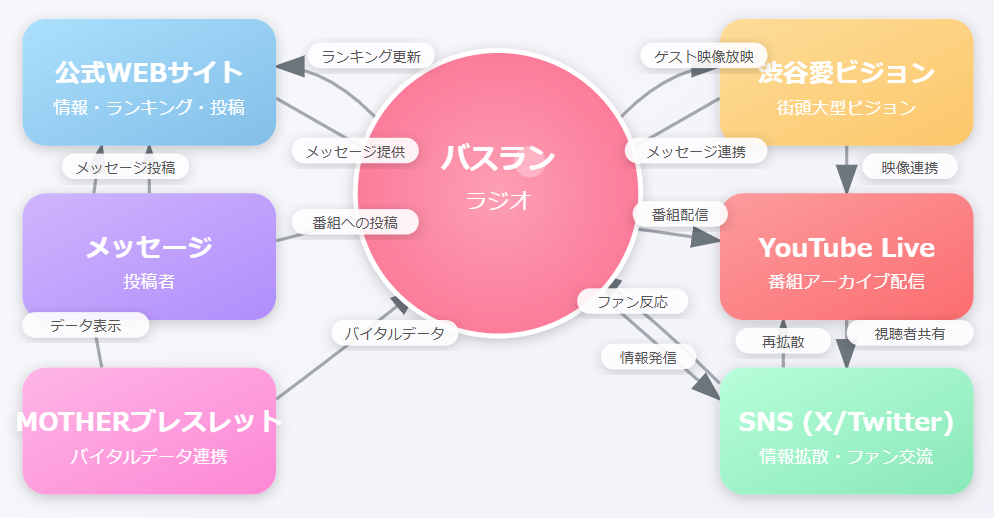 公式WEBサイト
情報・ランキング・投稿
メッセージ投稿
メッセージ
投稿者
データ表示
MOTHERブレスレット
バイタルデータ連携
ランキング更新
メッセージ提供
番組への投稿
バイタルデータ
バスラン
ラジオ
ゲスト映像放映
メッセージ連携
番組配信
ファン反応
情報発信
渋谷愛ビジョン
街頭大型ビジョン
映像連携
YouTube Live
番組アーカイブ配信
再拡散
視聴者共有
SNS (X/Twitter)
情報拡散・ファン交流